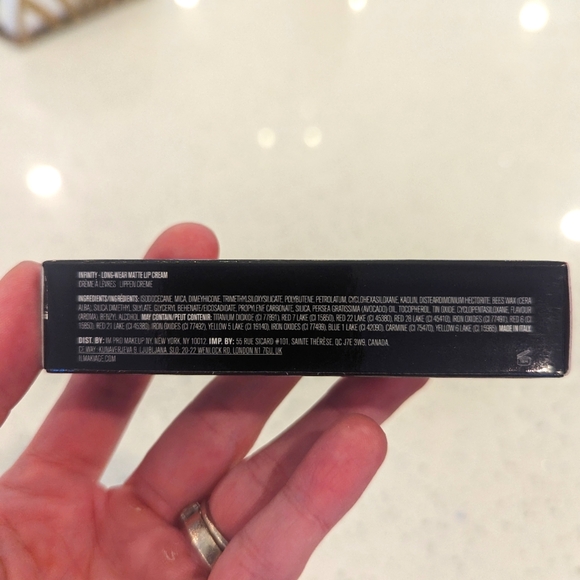 INFINITY - LONG-WEAR MATTE LIP CREAM
CRÈME À LÈVRES LIPPEN CREME
INGREDIENTS/INGRÉDIENTS: ISODODECANE, MICA, DIMETHICONE, TRIMETHYLSILOXYSILICATE, POLYBUTENE, PETROLATUM, CYCLOHEXASILOXANE, KAOLIN, DISTEARDIMONIUM HECTORITE, BEES WAX (CERA
ALBA), SILICA DIMETHYL SILYLATE, GLYCERYL BEHENATE/EICOSADIOATE, PROPYLENE CARBONATE, SILICA, PERSEA GRATISSIMA (AVOCADO) OIL, TOCOPHEROL, TIN OXIDE, CYCLOPENTASILOXANE, FLAVOUR
(AROMA), BENZYL ALCOHOL. MAY CONTAIN/PEUT CONTENIR: TITANIUM DIOXIDE (CI 77891), RED 7 LAKE (CI 15850), RED 22 LAKE (CI 45380), RED 28 LAKE (CI 45410), IRON OXIDES (CI 77491), RED 6 (CI
15850), RED 21 LAKE (CI 45380), IRON OXIDES (CI 77492), YELLOW 5 LAKE (CI 19140), IRON OXIDES (CI 77499), BLUE 1 LAKE (CI 42090), CARMINE (CI 75470), YELLOW 6 LAKE (CI 15985). MADE IN ITALY.
DIST. BY: IM PRO MAKEUP NY, NEW YORK, NY 10012. IMP. BY: 55 RUE SICARD #101, SAINTE THÉRÈSE, QC J7E 3W9, CANADA.
CT WAY- KUNAVERJEVA 9, LJUBLJANA, SLO; 20-22 WENLOCK RD, LONDON N1 7GU, UK
ILMAKIAGE.COM